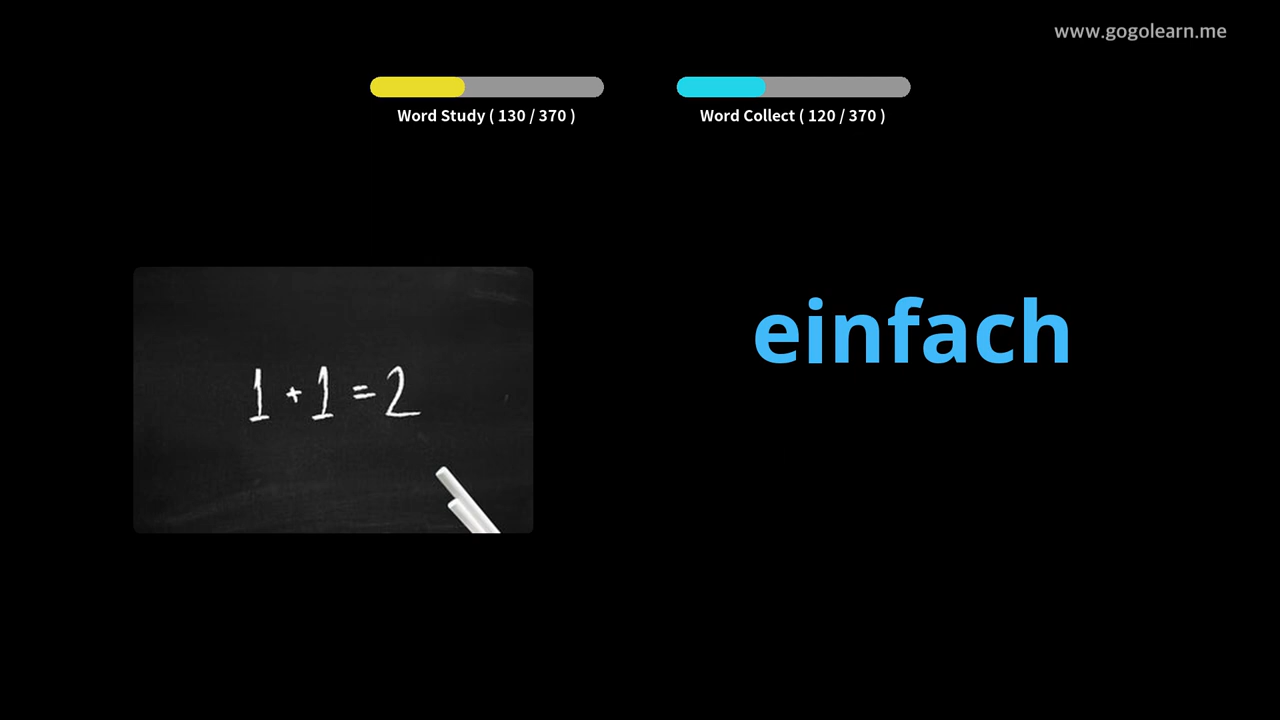 www.gogolearn.me
Word Study ( 130 / 370 )
Word Collect ( 120 / 370 )
einfach
1 + 1 = 2